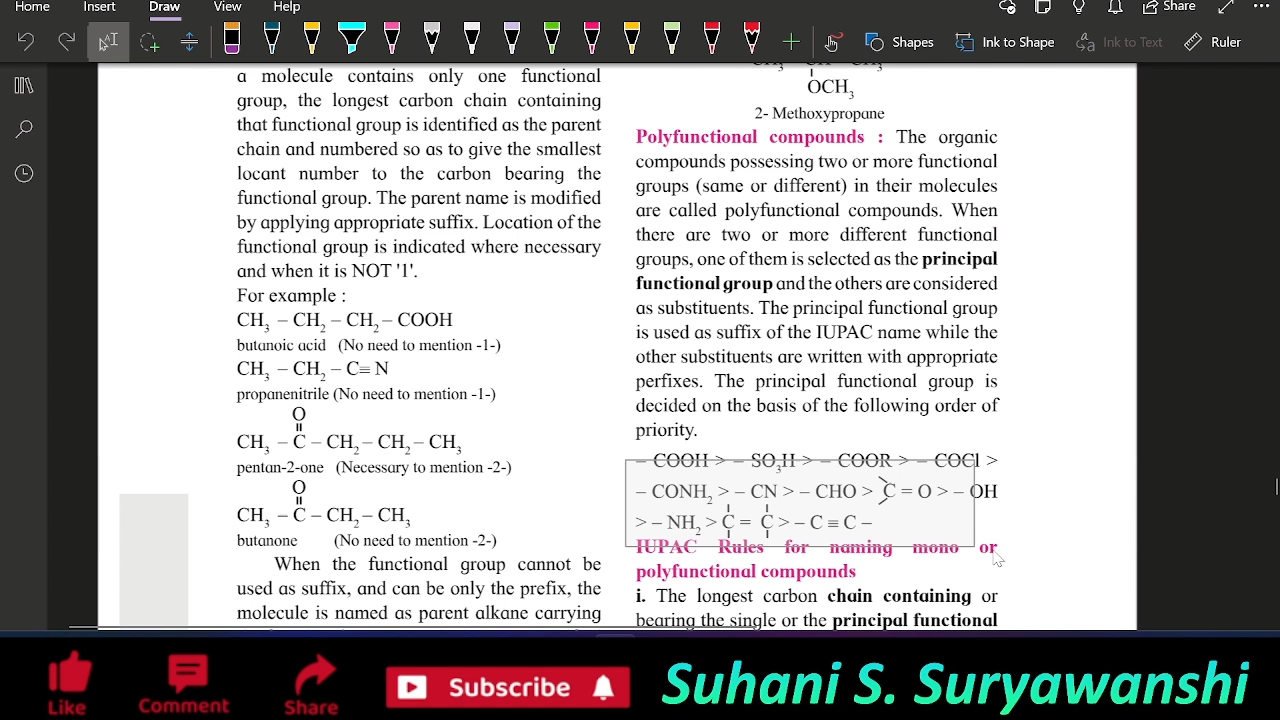 Home Insert Draw View Help
Share
Shapes Ink to Shape Ink to Text Ruler
a molecule contains only one functional
group, the longest carbon chain containing
that functional group is identified as the parent
chain and numbered so as to give the smallest
locant number to the carbon bearing the
functional group. The parent name is modified
by applying appropriate suffix. Location of the
functional group is indicated where necessary
and when it is NOT '1'.
For example :
CH₃ – CH₂ – CH₂ – COOH
butanoic acid (No need to mention -1-)
CH₃ – CH₂ – C≡ N
propanenitrile (No need to mention -1-)
O
CH₃ – C – CH₂ – CH₂ – CH₃
pentan-2-one (Necessary to mention -2-)
O
CH₃ – C – CH₂ – CH₃
butanone (No need to mention -2-)
When the functional group cannot be
used as suffix, and can be only the prefix, the
molecule is named as parent alkane carrying
OCH₃
2- Methoxypropane
Polyfunctional compounds : The organic
compounds possessing two or more functional
groups (same or different) in their molecules
are called polyfunctional compounds. When
there are two or more different functional
groups, one of them is selected as the principal
functional group and the others are considered
as substituents. The principal functional group
is used as suffix of the IUPAC name while the
other substituents are written with appropriate
perfixes. The principal functional group is
decided on the basis of the following order of
priority.
– COOH > – SO₃H > – COOR > – COCl >
– CONH₂ > – CN > – CHO > C = O > – OH
> – NH₂ > C = C > – C ≡ C –
IUPAC Rules for naming mono or
polyfunctional compounds
i. The longest carbon chain containing or
bearing the single or the principal functional
Like Comment Share Subscribe Suhani S. Suryawanshi